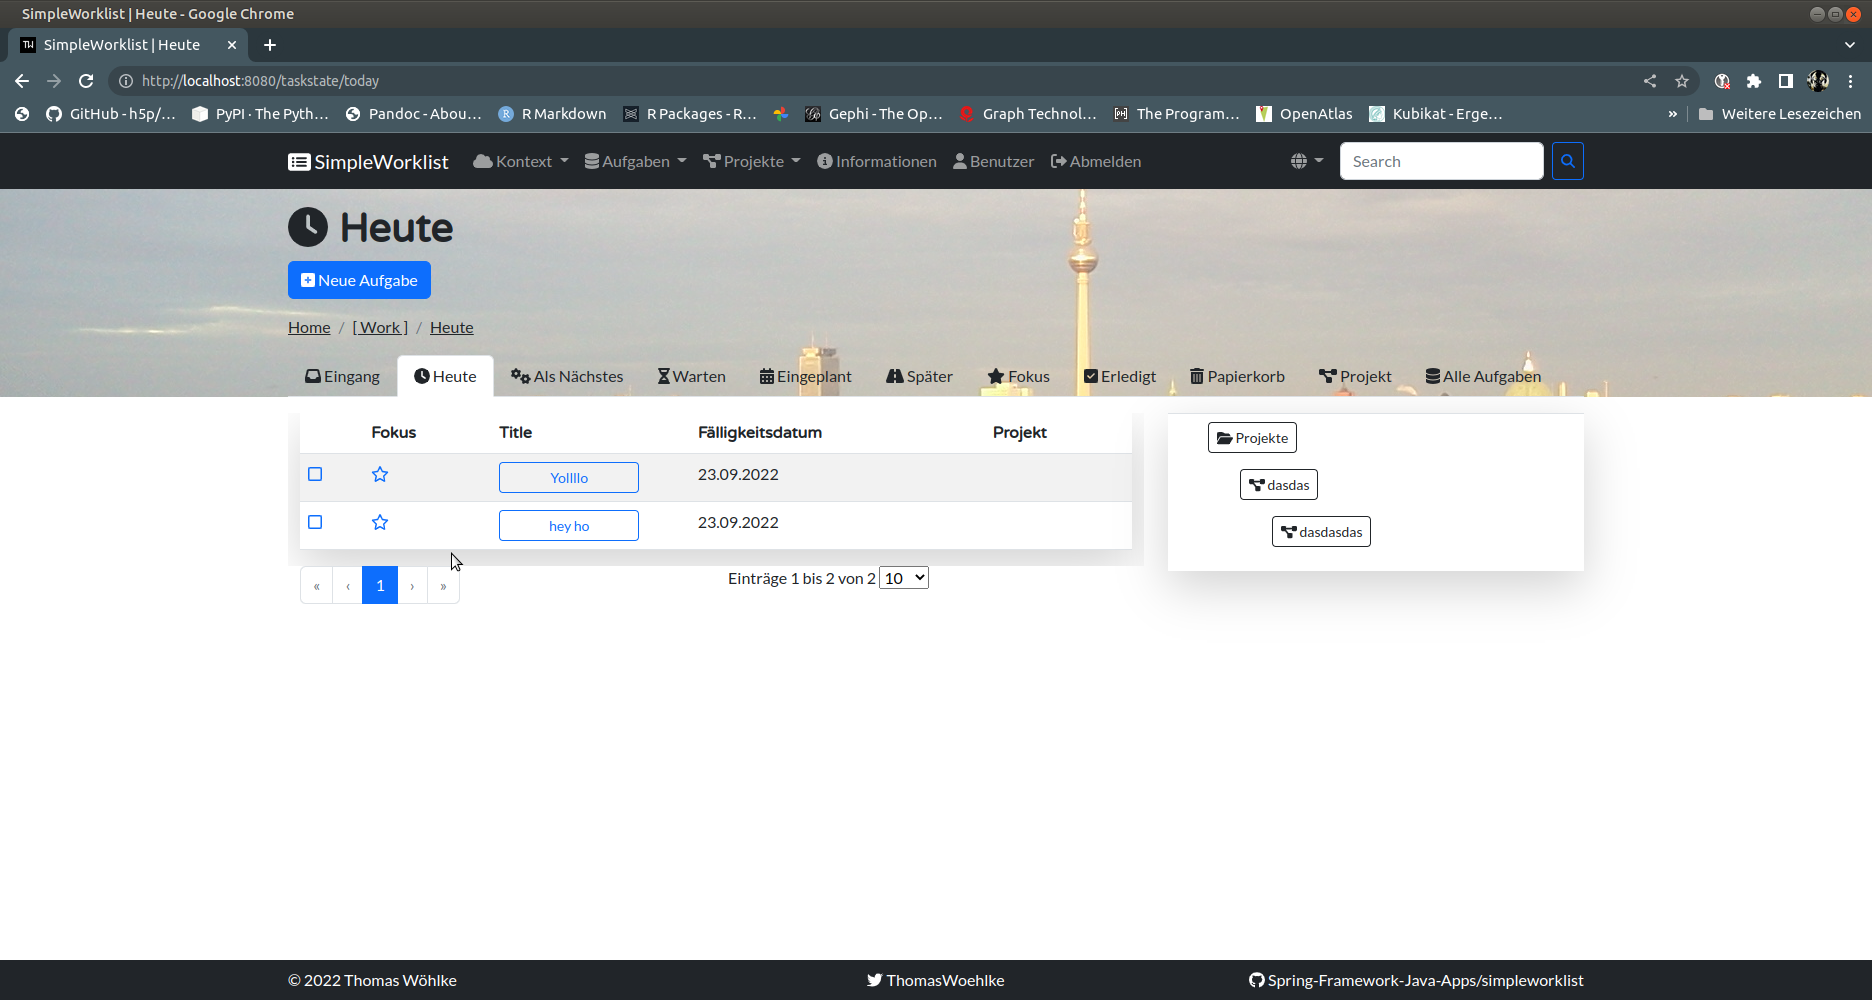 SimpleWorklist | Heute - Google Chrome
SimpleWorklist | Heute
http://localhost:8080/taskstate/today
GitHub - h5p/... PyPI · The Pyth... Pandoc - Abou... R Markdown R Packages - R... Gephi - The Op... Graph Technol... The Program... OpenAtlas Kubikat - Erge... » Weitere Lesezeichen
SimpleWorklist Kontext Aufgaben Projekte Informationen Benutzer Abmelden Search
Heute
Neue Aufgabe
Home / [ Work ] / Heute
Eingang Heute Als Nächstes Warten Eingeplant Später Fokus Erledigt Papierkorb Projekt Alle Aufgaben
Fokus Title Fälligkeitsdatum Projekt
Yollllo 23.09.2022
hey ho 23.09.2022
« ‹ 1 › »
Einträge 1 bis 2 von 2 10
Projekte
dasdas
dasdasdas
© 2022 Thomas Wöhlke ThomasWoehlke Spring-Framework-Java-Apps/simpleworklist